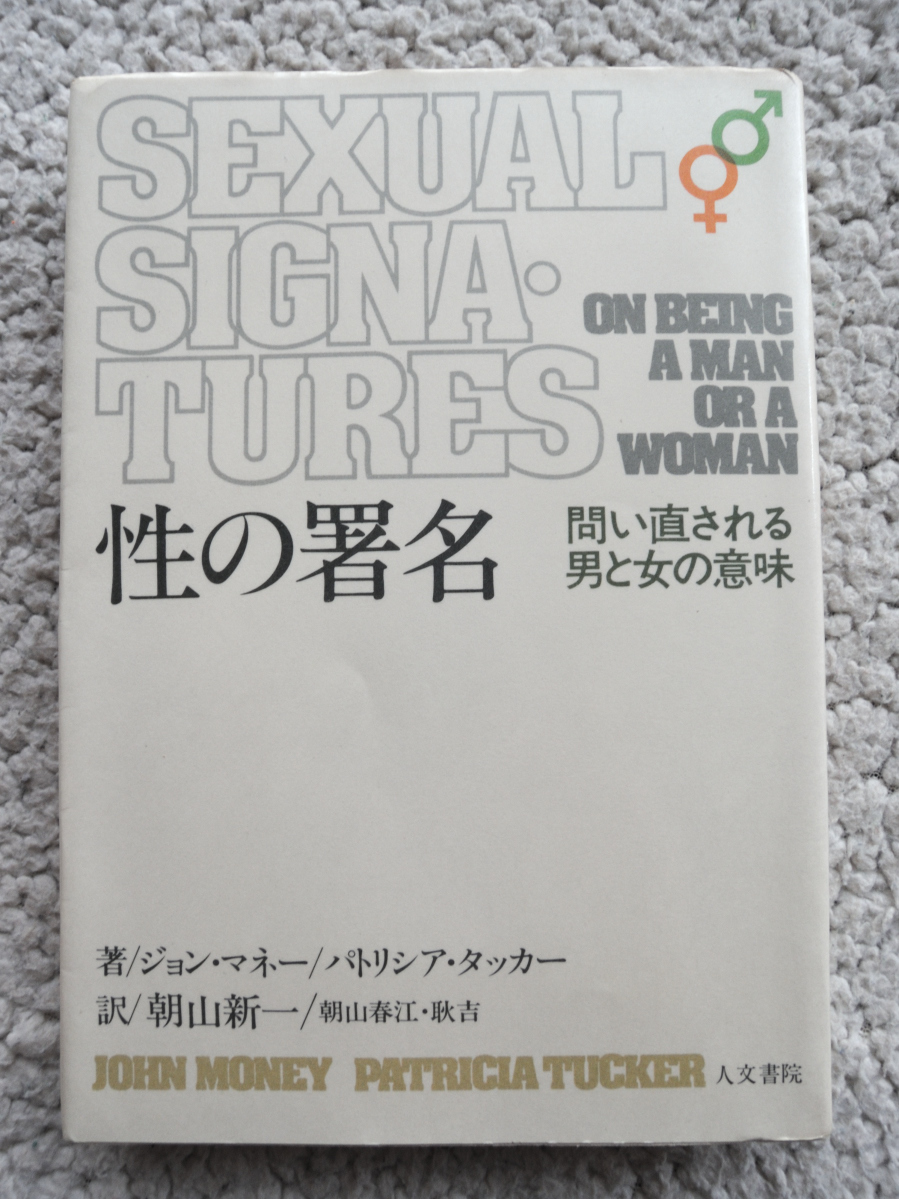 SEXUAL
SIGNA·
TURES
ON BEING
A MAN
OR A
WOMAN
性の署名
問い直される
男と女の意味
著/ジョン・マネー/パトリシア・タッカー
訳/朝山新一/朝山春江・耿吉
JOHN MONEY PATRICIA TUCKER 人文書院